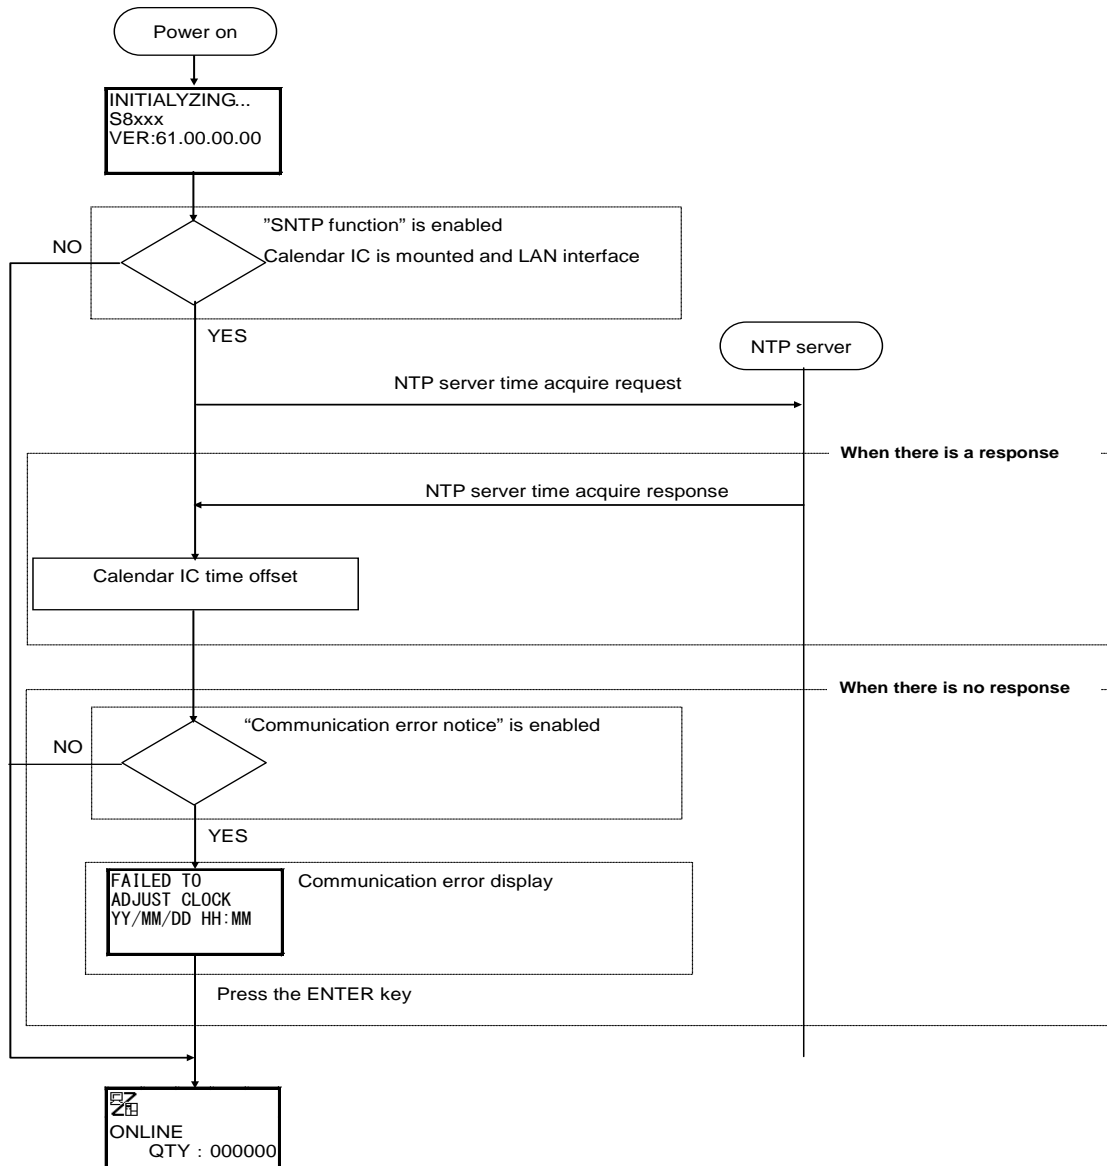 Power on
INITIALYZING...
S8xxx
VER:61.00.00.00
”SNTP function” is enabled
NO
Calendar IC is mounted and LAN interface
YES
NTP server
NTP server time acquire request
When there is a response
NTP server time acquire response
Calendar IC time offset
When there is no response
“Communication error notice” is enabled
NO
YES
FAILED TO
ADJUST CLOCK
YY/MM/DD HH:MM
Communication error display
Press the ENTER key
ONLINE
QTY : 000000